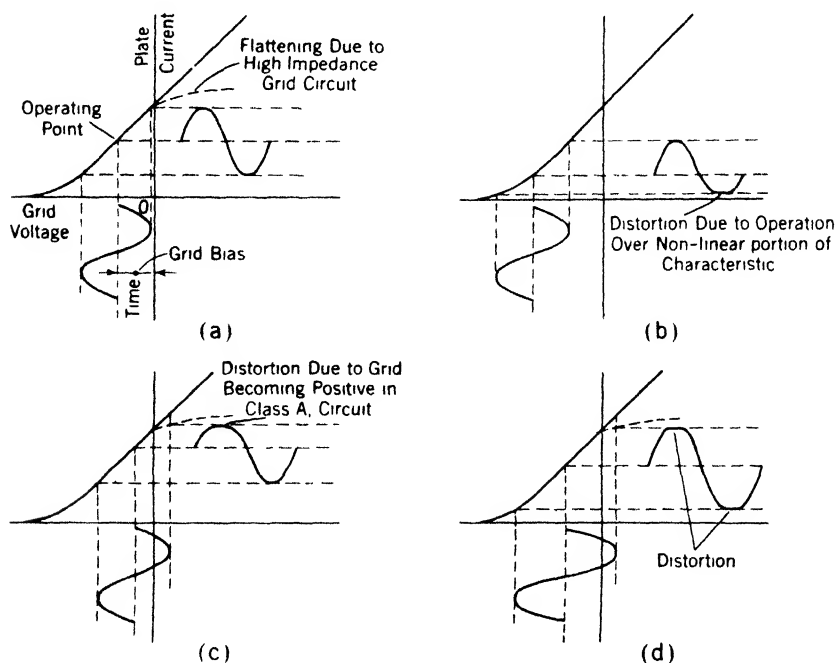 Plate
Current
Flattening Due to
High Impedance
Grid Circuit
Operating
Point
Grid
Voltage
0
Grid Bias
Time
(a)
Distortion Due to Operation
Over Non-linear portion of
Characteristic
(b)
Distortion Due to Grid
Becoming Positive in
Class A, Circuit
(c)
Distortion
(d)